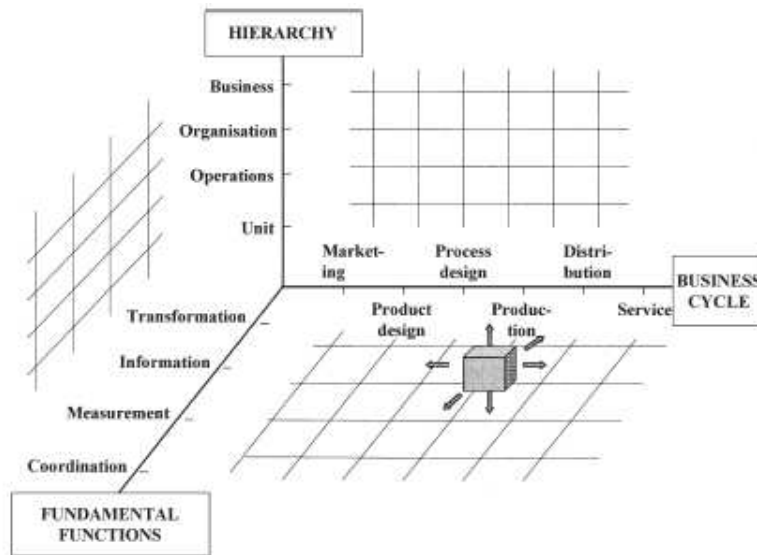 HIERARCHY
Business
Organisation
Operations
Unit
Market-
ing
Process
design
Distri-
bution
BUSINESS
CYCLE
Product
design
Produc-
tion
Service
Transformation
Information
Measurement
Coordination
FUNDAMENTAL
FUNCTIONS